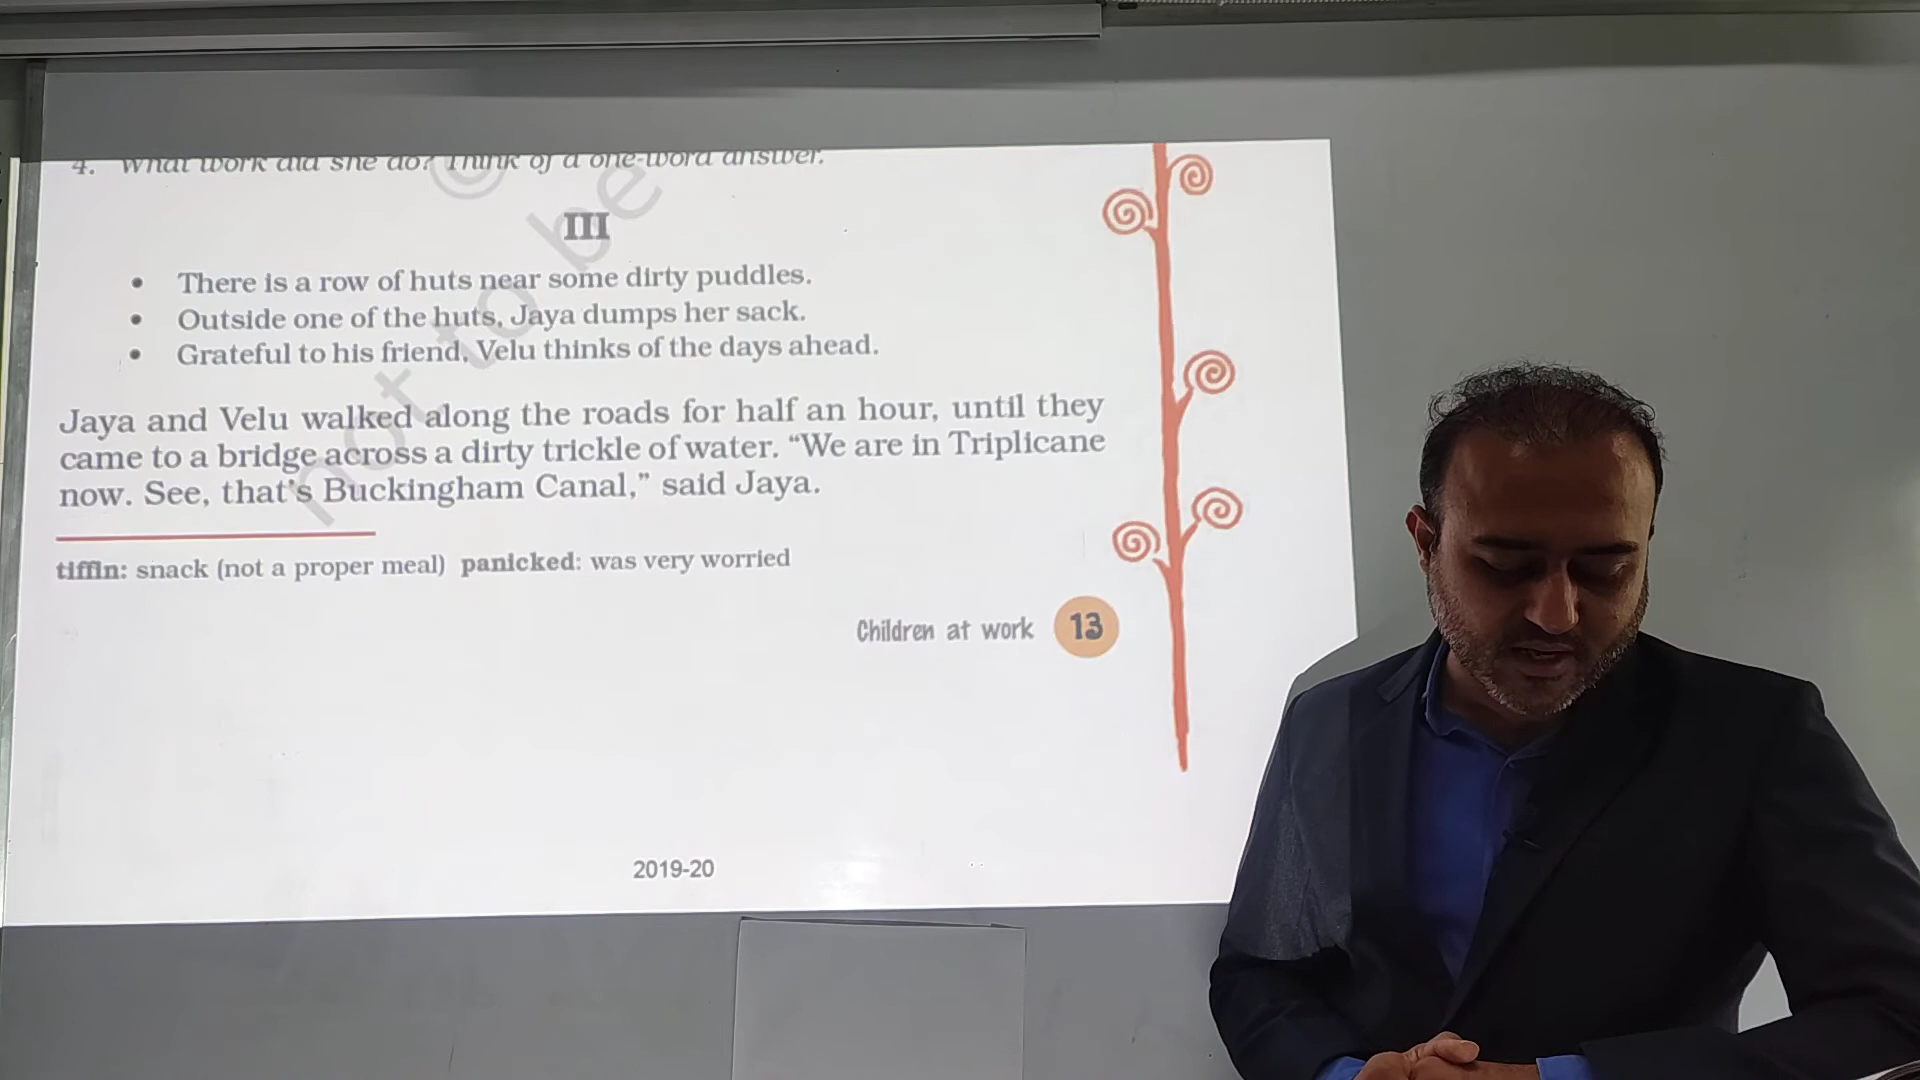 4. What work did she do? Think of a one-word answer.
III
• There is a row of huts near some dirty puddles.
• Outside one of the huts, Jaya dumps her sack.
• Grateful to his friend, Velu thinks of the days ahead.
Jaya and Velu walked along the roads for half an hour, until they
came to a bridge across a dirty trickle of water. “We are in Triplicane
now. See, that’s Buckingham Canal,” said Jaya.
tiffin: snack (not a proper meal) panicked: was very worried
Children at work 13
2019-20
©
not to be